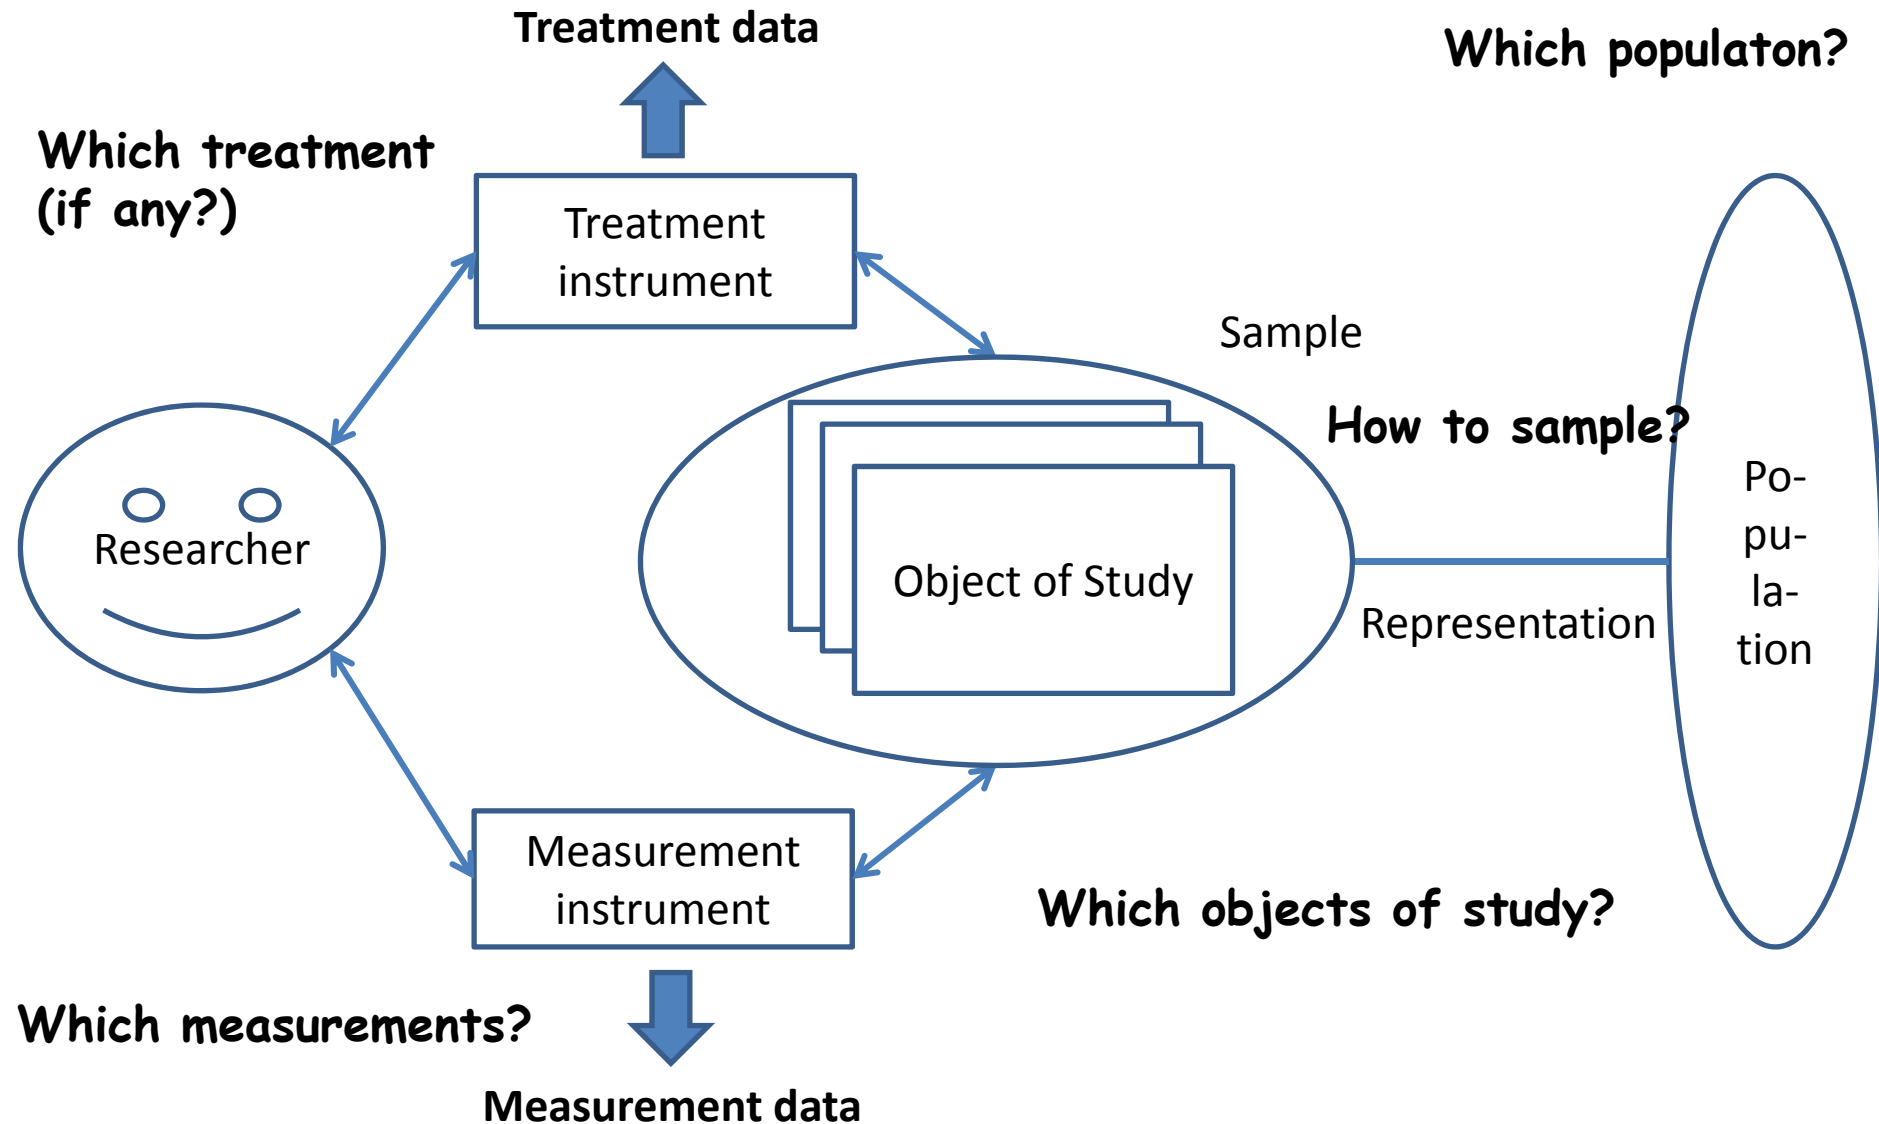 Treatment data
Which populaton?
Which treatment
(if any?)
Treatment
instrument
Sample
How to sample?
Researcher
Object of Study
Po-
pu-
la-
tion
Representation
Measurement
instrument
Which objects of study?
Which measurements?
Measurement data